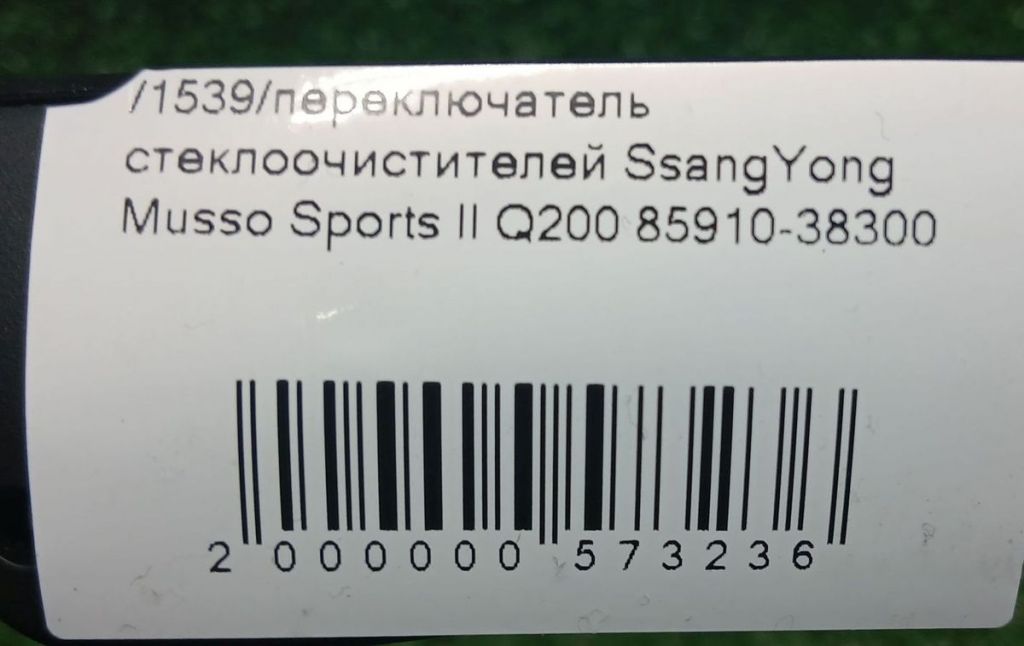 /1539/переключатель
стеклоочистителей SsangYong
Musso Sports II Q200 85910-38300
2 000000 573236